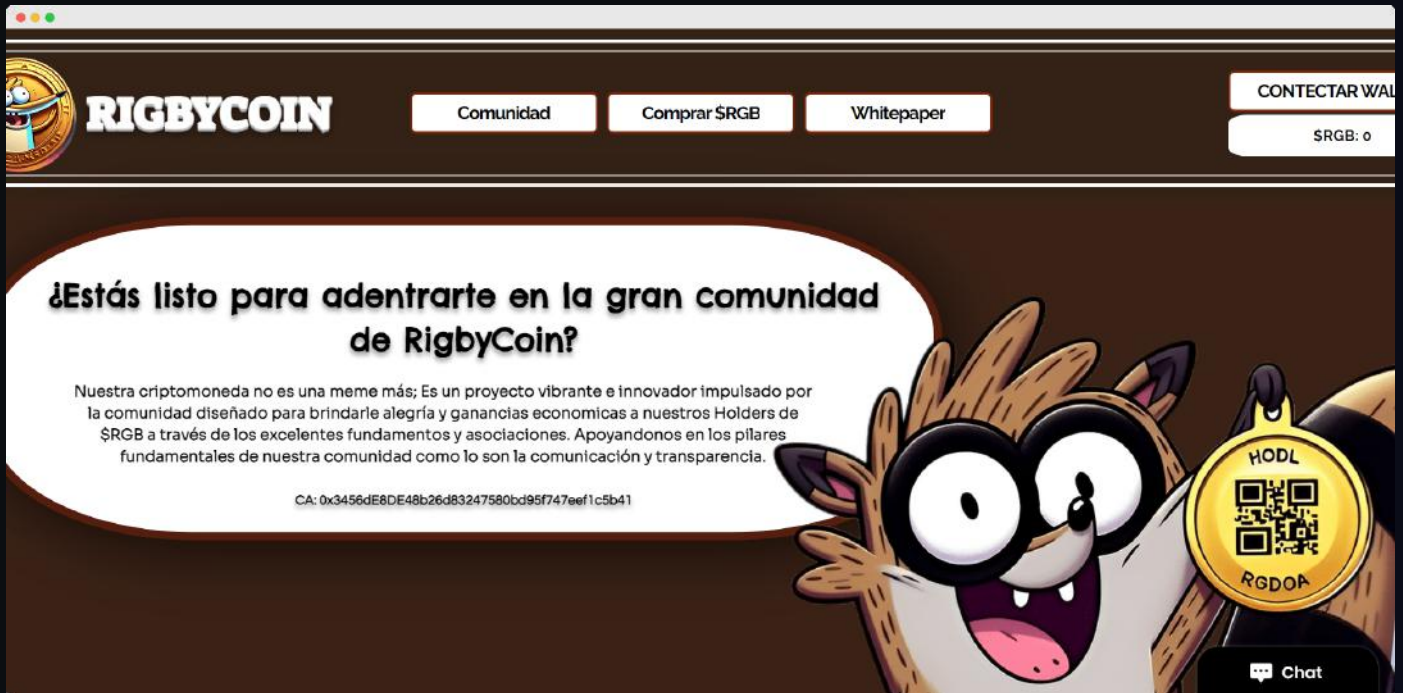 RIGBYCOIN
Comunidad
Comprar $RGB
Whitepaper
CONTECTAR WAL
$RGB: 0
¿Estás listo para adentrarte en la gran comunidad
de RigbyCoin?
Nuestra criptomoneda no es una meme más; Es un proyecto vibrante e innovador impulsado por
la comunidad diseñado para brindarle alegría y ganancias economicas a nuestros Holders de
$RGB a través de los excelentes fundamentos y asociaciones. Apoyandonos en los pilares
fundamentales de nuestra comunidad como lo son la comunicación y transparencia.
CA: 0x3456dE8DE48b26d83247580bd95f747eef1c5b41
HODL
RGDOA
Chat